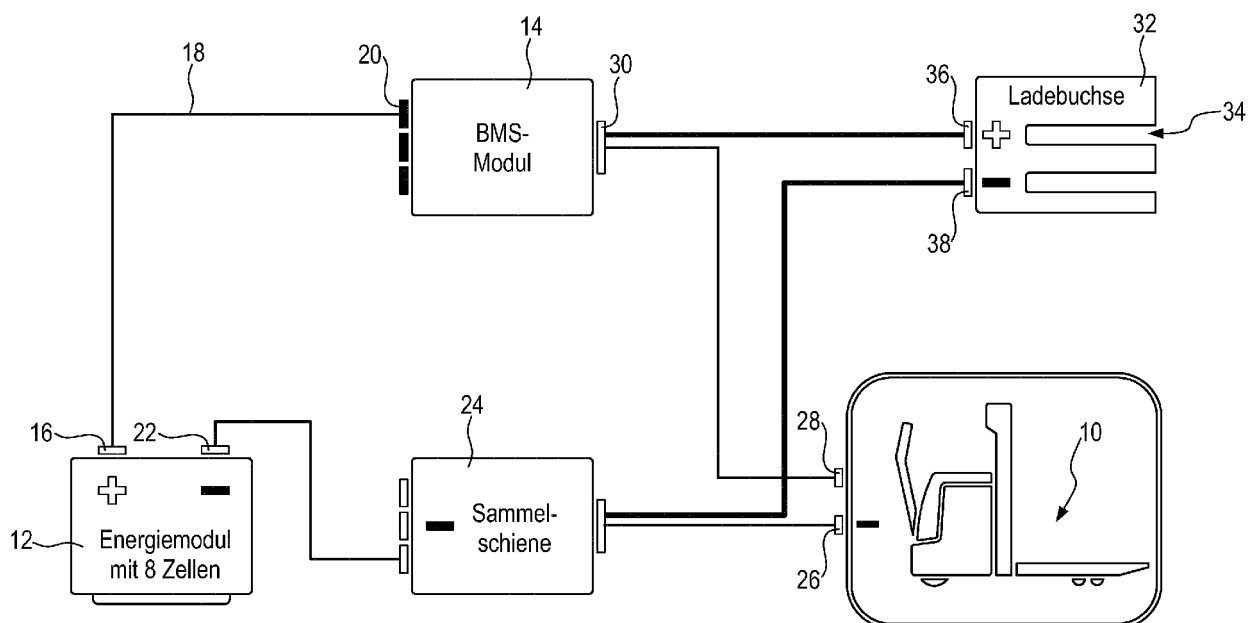 18
20
14
30
36
32
Ladebuchse
34
BMS-
Modul
38
16
22
24
28
10
12
Energiemodul
mit 8 Zellen
Sammel-
schiene
26